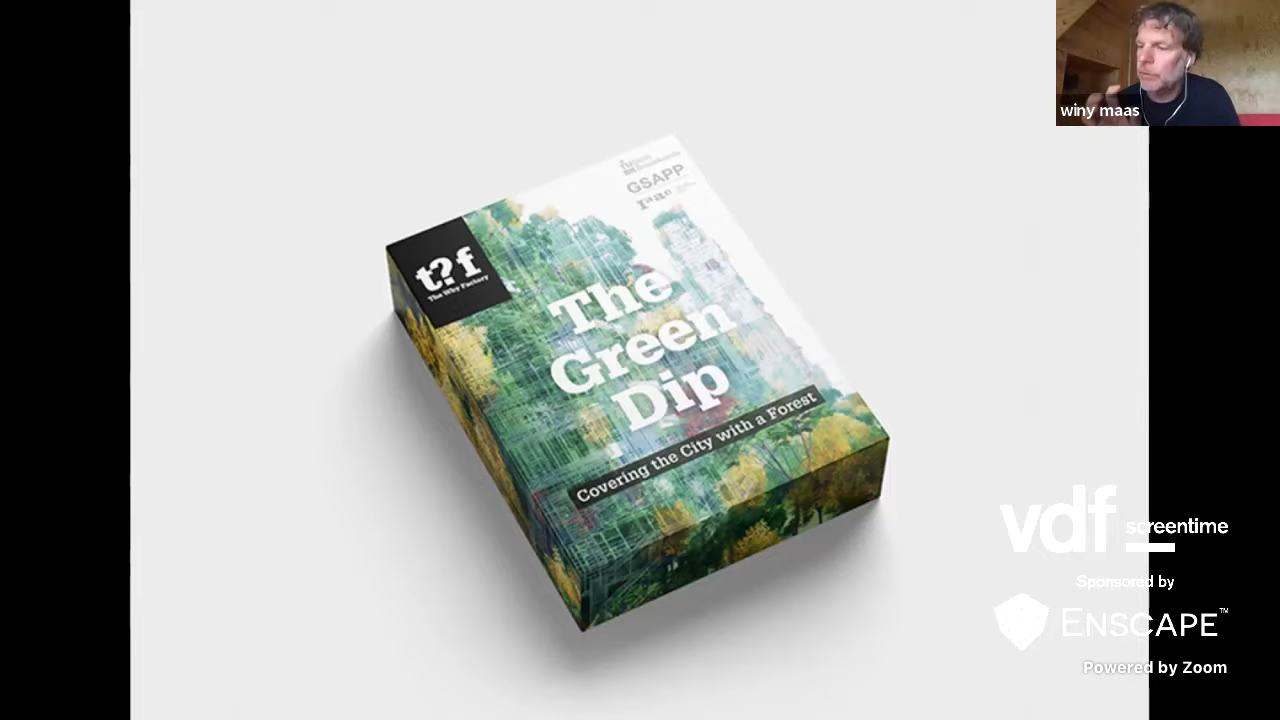 winy maas
GSAPP
t?f
The Why Factory
The
Green
Dip
Covering the City with a Forest
vdf screentime
Sponsored by
ENSCAPE™
Powered by Zoom